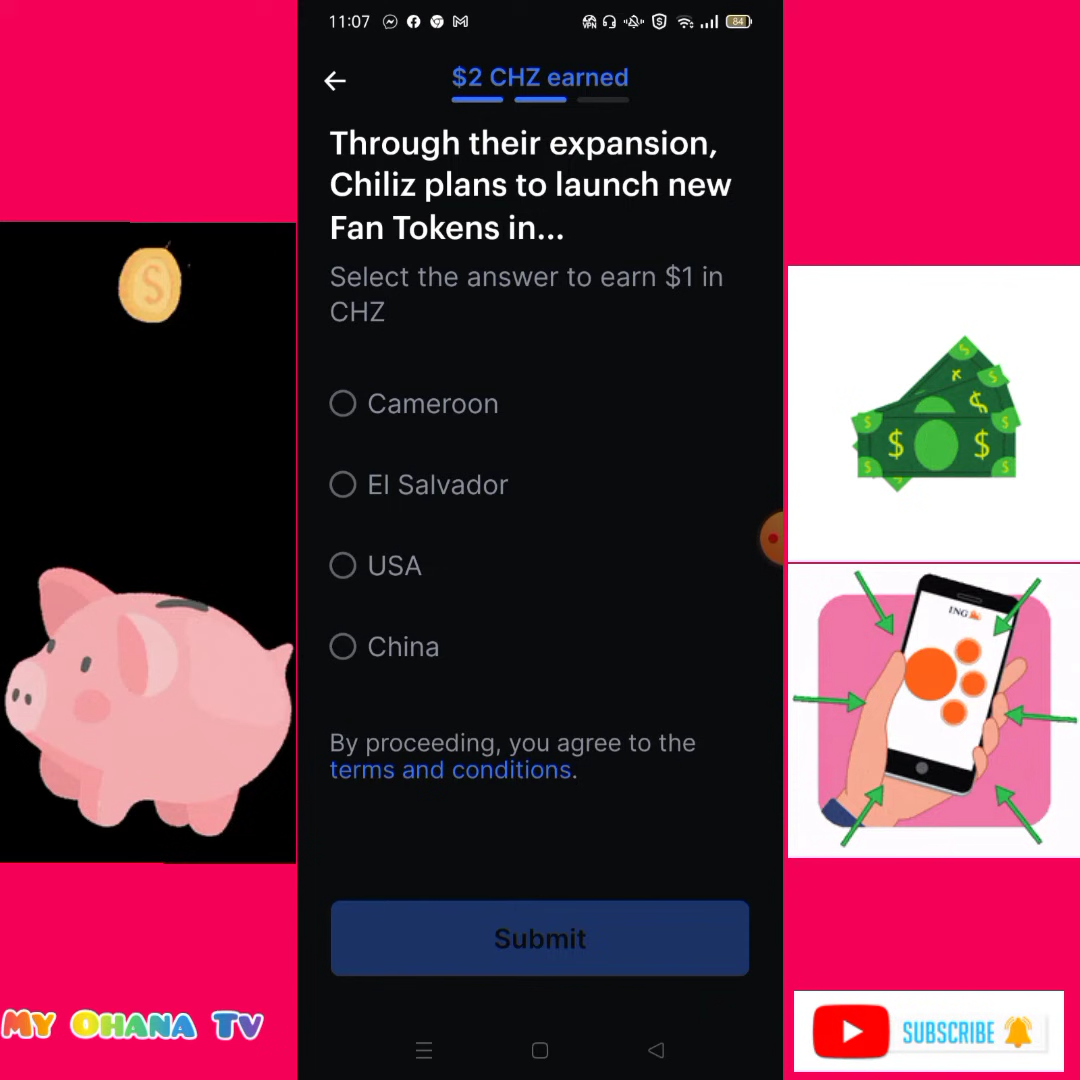 11:07
84
$2 CHZ earned
Through their expansion,
Chiliz plans to launch new
Fan Tokens in...
Select the answer to earn $1 in
CHZ
Cameroon
El Salvador
USA
China
By proceeding, you agree to the
terms and conditions.
Submit
ING
MY OHANA TV
SUBSCRIBE